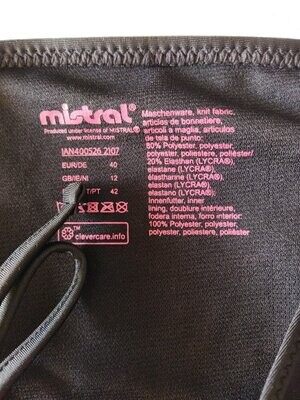 mistral®
Produced under license of MISTRAL®
www.mistral.com
IAN400526 2107
EUR/DE 40
GB/IE/NI 12
T/PT 42
clevercare.info
Maschenware, knit fabric,
articles de bonneterie,
articoli a maglia, artículos
de tela de punto:
80% Polyester, polyester,
polyester, poliestere, poliéster/
20% Elasthan (LYCRA®),
elastane (LYCRA®),
élasthanne (LYCRA®),
elastan (LYCRA®),
elastano (LYCRA®)
Innenfutter, inner
lining, doublure intérieure,
fodera interna, forro interior:
100% Polyester, polyester,
polyester, poliestere, poliéster